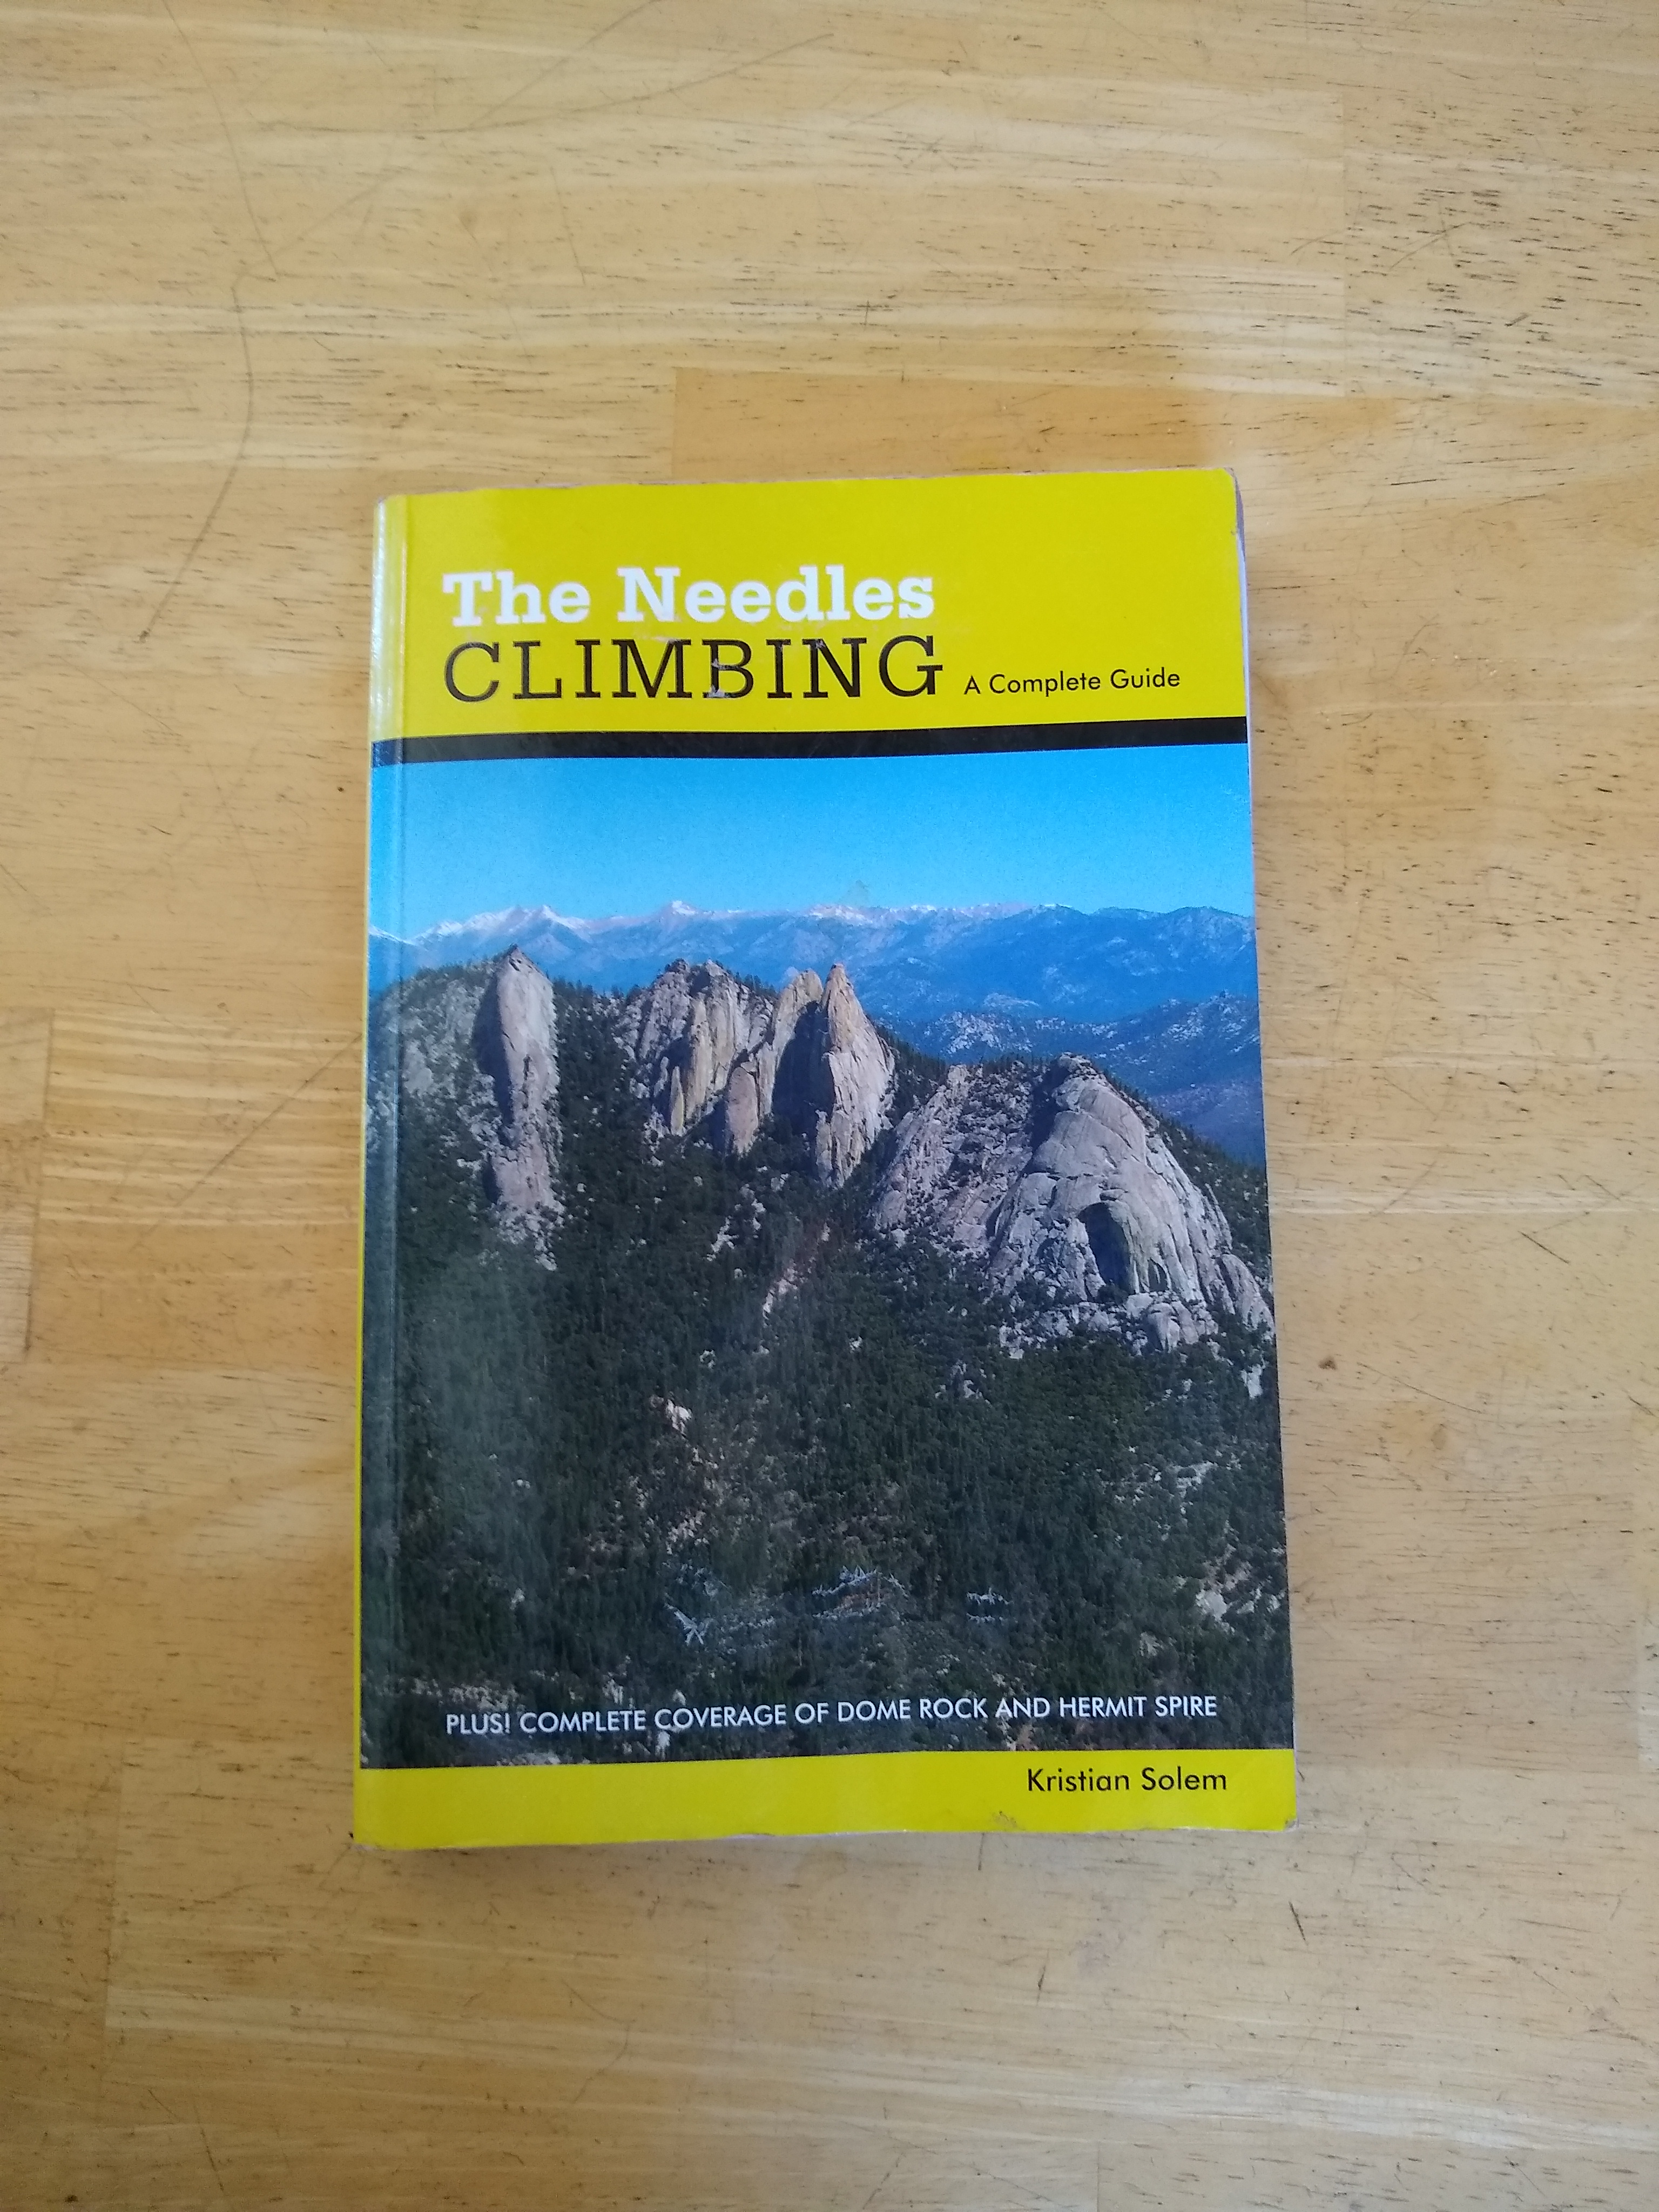 The Needles
CLIMBING A Complete Guide
PLUS! COMPLETE COVERAGE OF DOME ROCK AND HERMIT SPIRE
Kristian Solem